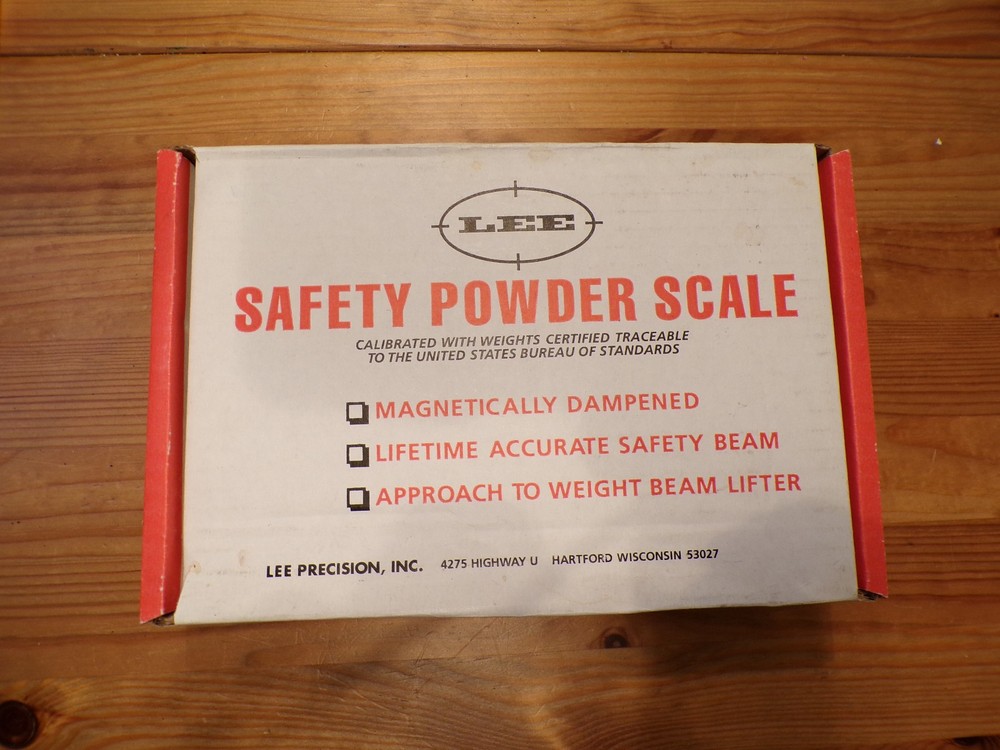 LEE
SAFETY POWDER SCALE
CALIBRATED WITH WEIGHTS CERTIFIED TRACEABLE
TO THE UNITED STATES BUREAU OF STANDARDS
MAGNETICALLY DAMPENED
LIFETIME ACCURATE SAFETY BEAM
APPROACH TO WEIGHT BEAM LIFTER
LEE PRECISION, INC. 4275 HIGHWAY U HARTFORD WISCONSIN 53027